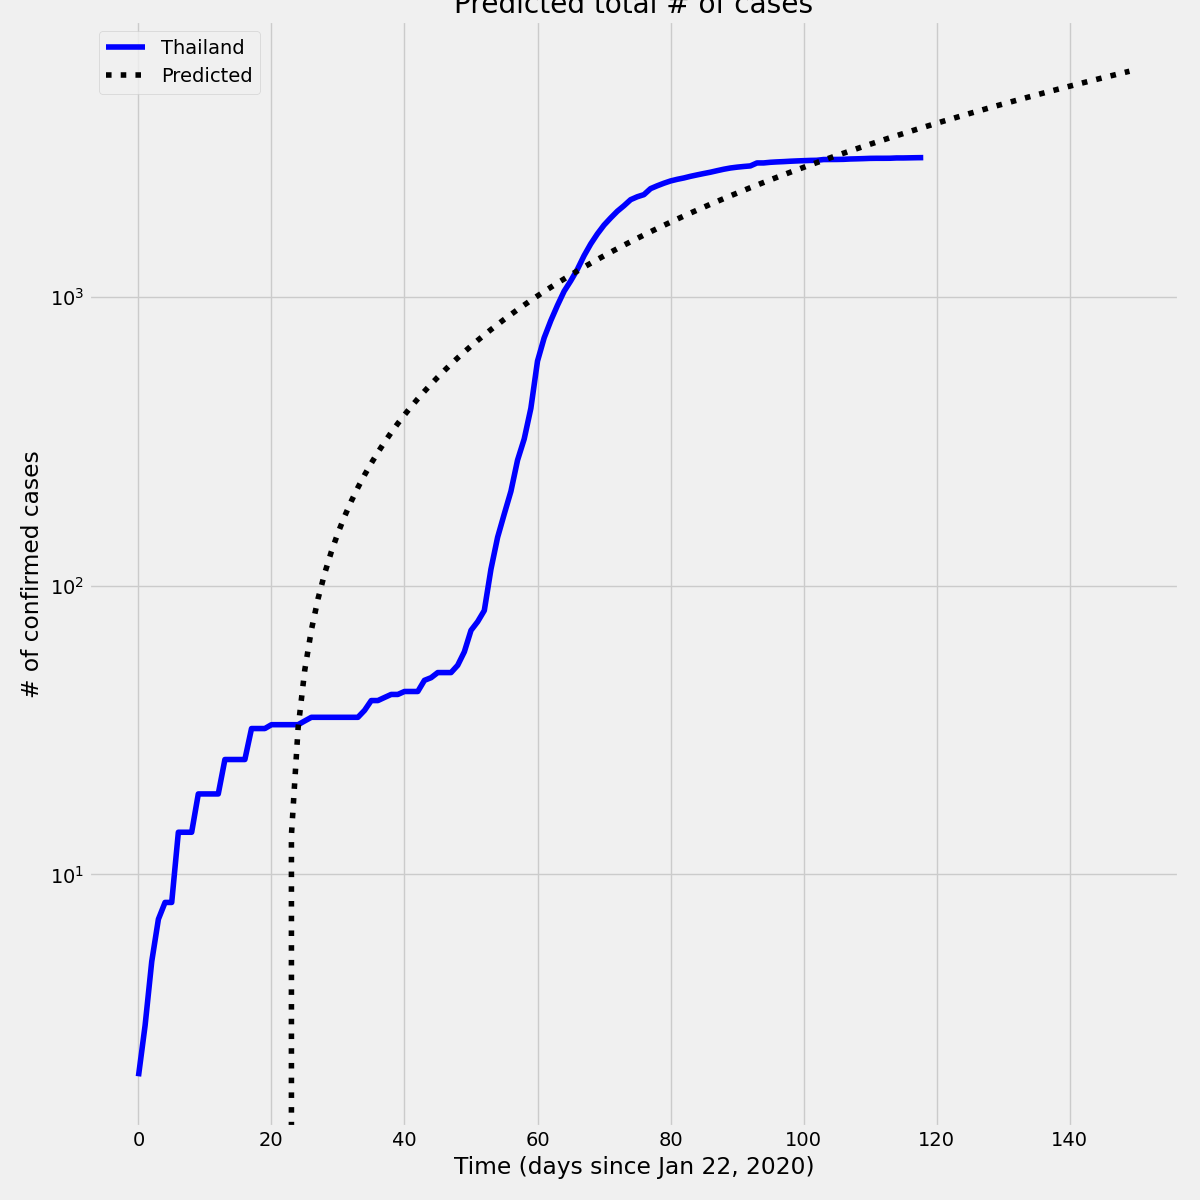 Predicted total # of cases
Thailand
Predicted
10³
10²
10¹
# of confirmed cases
0 20 40 60 80 100 120 140
Time (days since Jan 22, 2020)